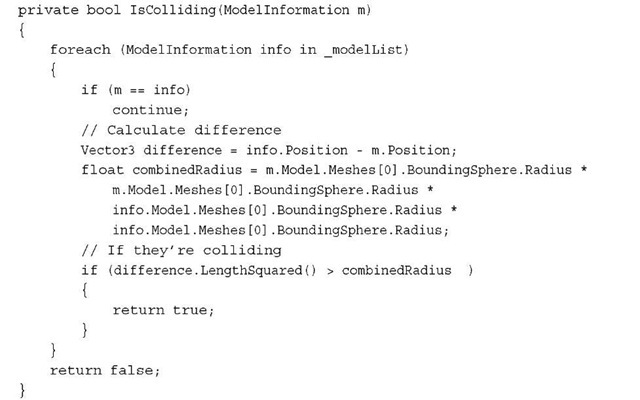 private bool IsColliding(ModelInformation m)
{
    foreach (ModelInformation info in _modelList)
    {
        if (m == info)
            continue;
        // Calculate difference
        Vector3 difference = info.Position - m.Position;
        float combinedRadius = m.Model.Meshes[0].BoundingSphere.Radius *
            m.Model.Meshes[0].BoundingSphere.Radius *
            info.Model.Meshes[0].BoundingSphere.Radius *
            info.Model.Meshes[0].BoundingSphere.Radius;
        // If they’re colliding
        if (difference.LengthSquared() > combinedRadius  )
        {
            return true;
        }
    }
    return false;
}